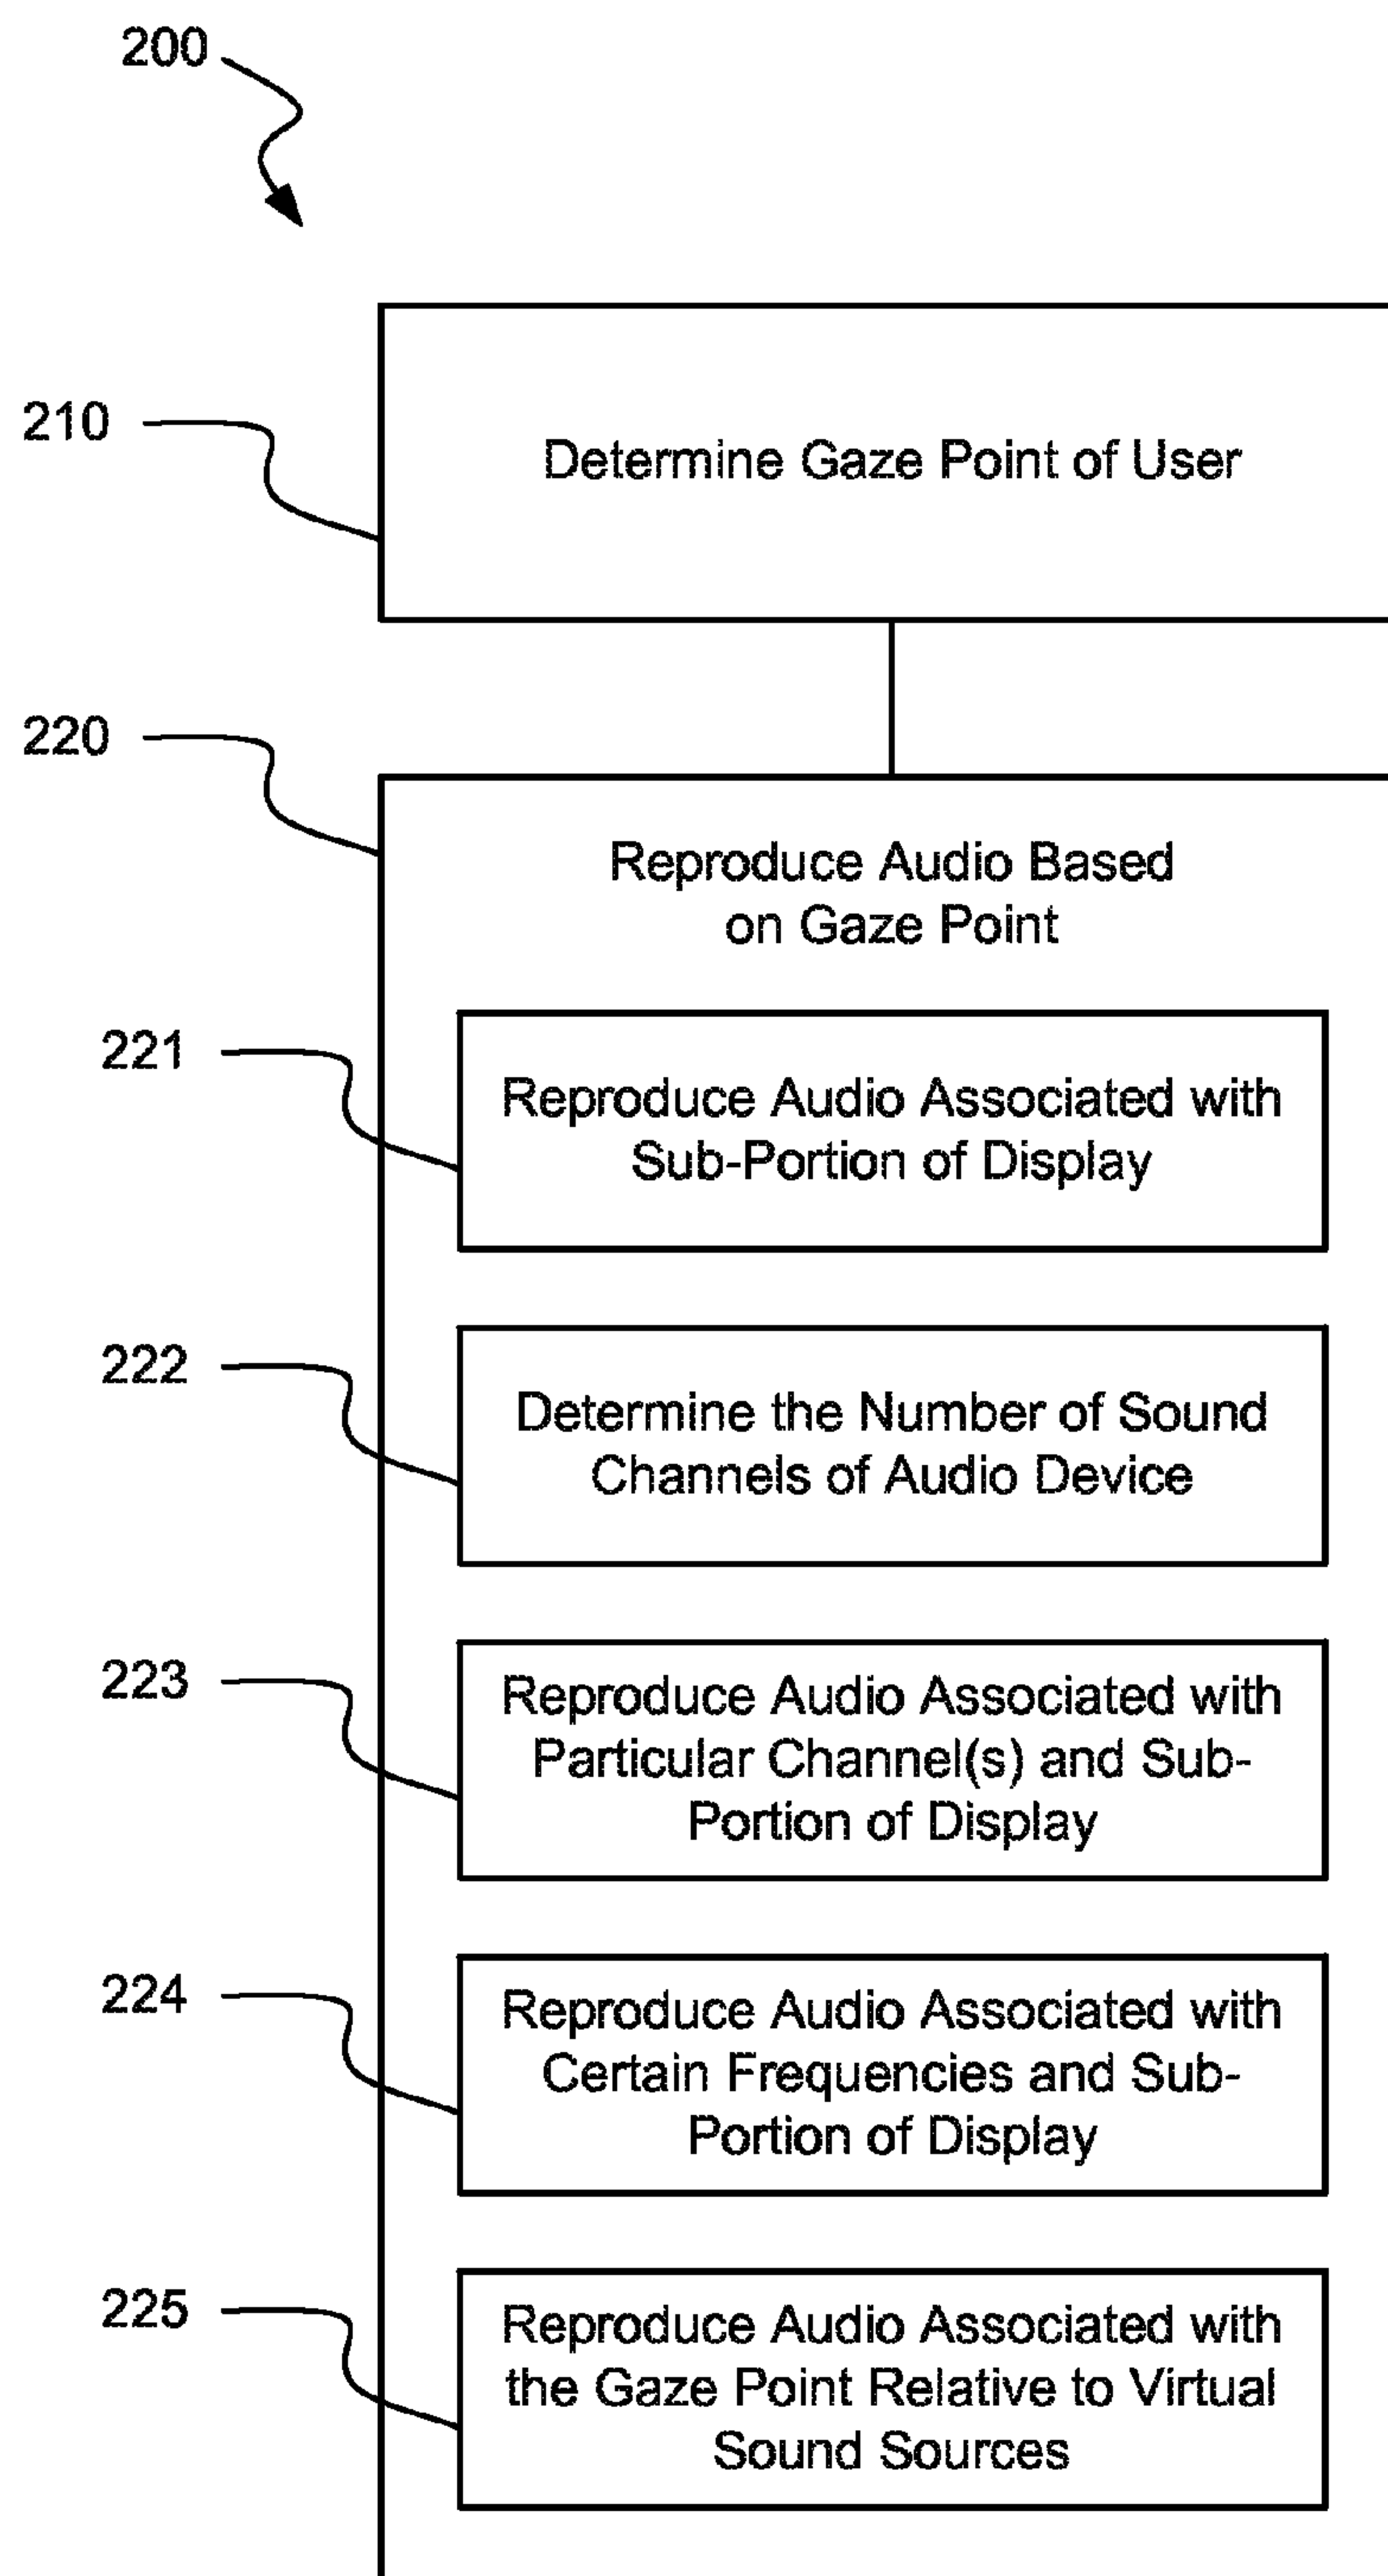 200
210
Determine Gaze Point of User
220
Reproduce Audio Based
on Gaze Point
221
Reproduce Audio Associated with
Sub-Portion of Display
222
Determine the Number of Sound
Channels of Audio Device
223
Reproduce Audio Associated with
Particular Channel(s) and Sub-
Portion of Display
224
Reproduce Audio Associated with
Certain Frequencies and Sub-
Portion of Display
225
Reproduce Audio Associated with
the Gaze Point Relative to Virtual
Sound Sources